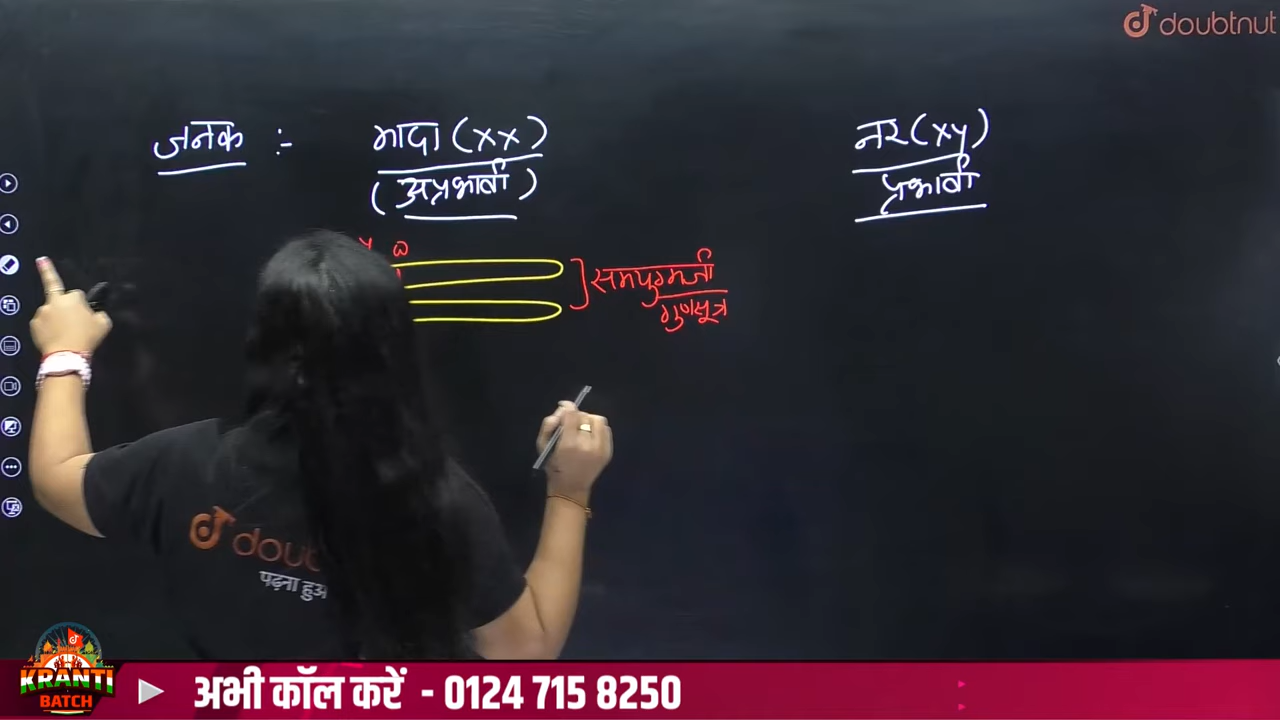 doubtnut
जनक :- मादा (xx) नर (xy)
(अप्रभावी) प्रभावी
y w
समयुग्मजी
गुणसूत्र
doub
पढ़ना हुआ
KRANTI
BATCH
अभी कॉल करें - 0124 715 8250